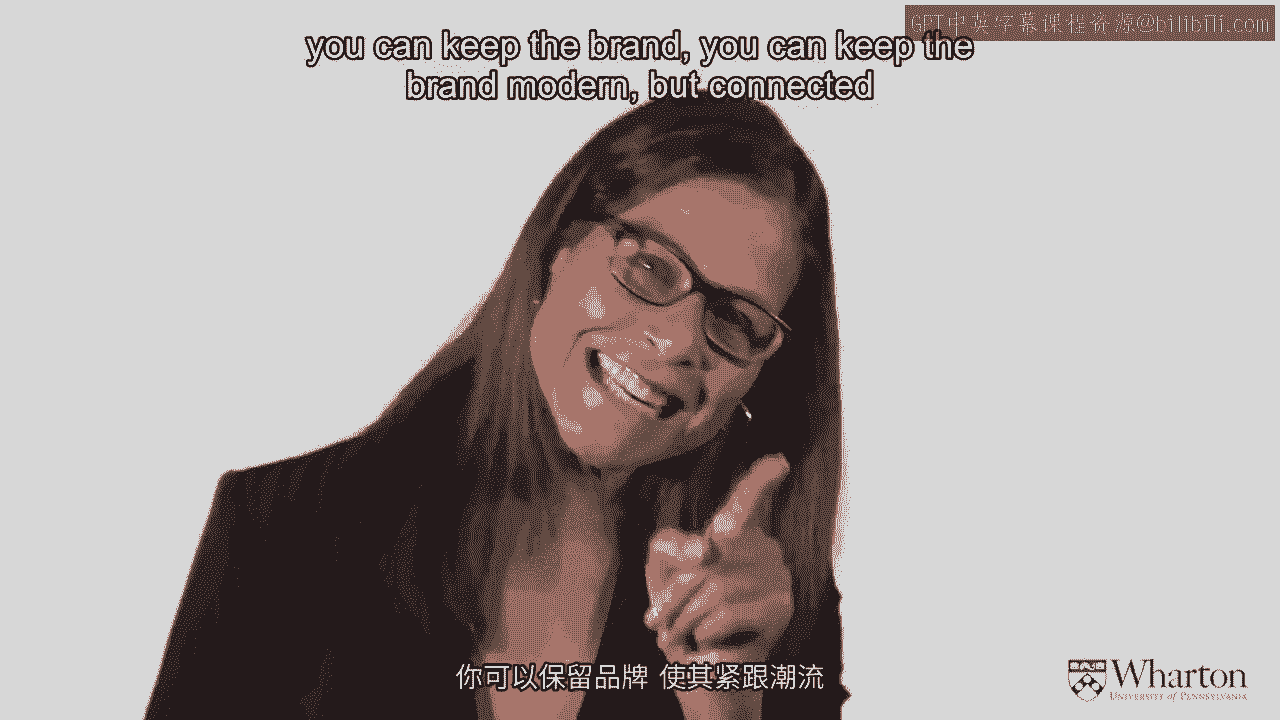 GPT中英字幕课程资源@bilibili.com
you can keep the brand, you can keep the
brand modern, but connected
你可以保留品牌 使其紧跟潮流
Wharton
UNIVERSITY of PENNSYLVANIA